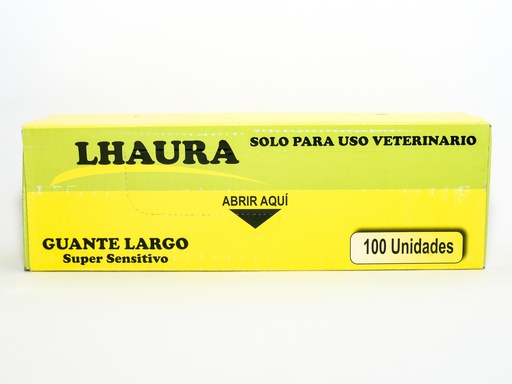 LHAURA
SOLO PARA USO VETERINARIO
ABRIR AQUÍ
GUANTE LARGO
Super Sensitivo
100 Unidades